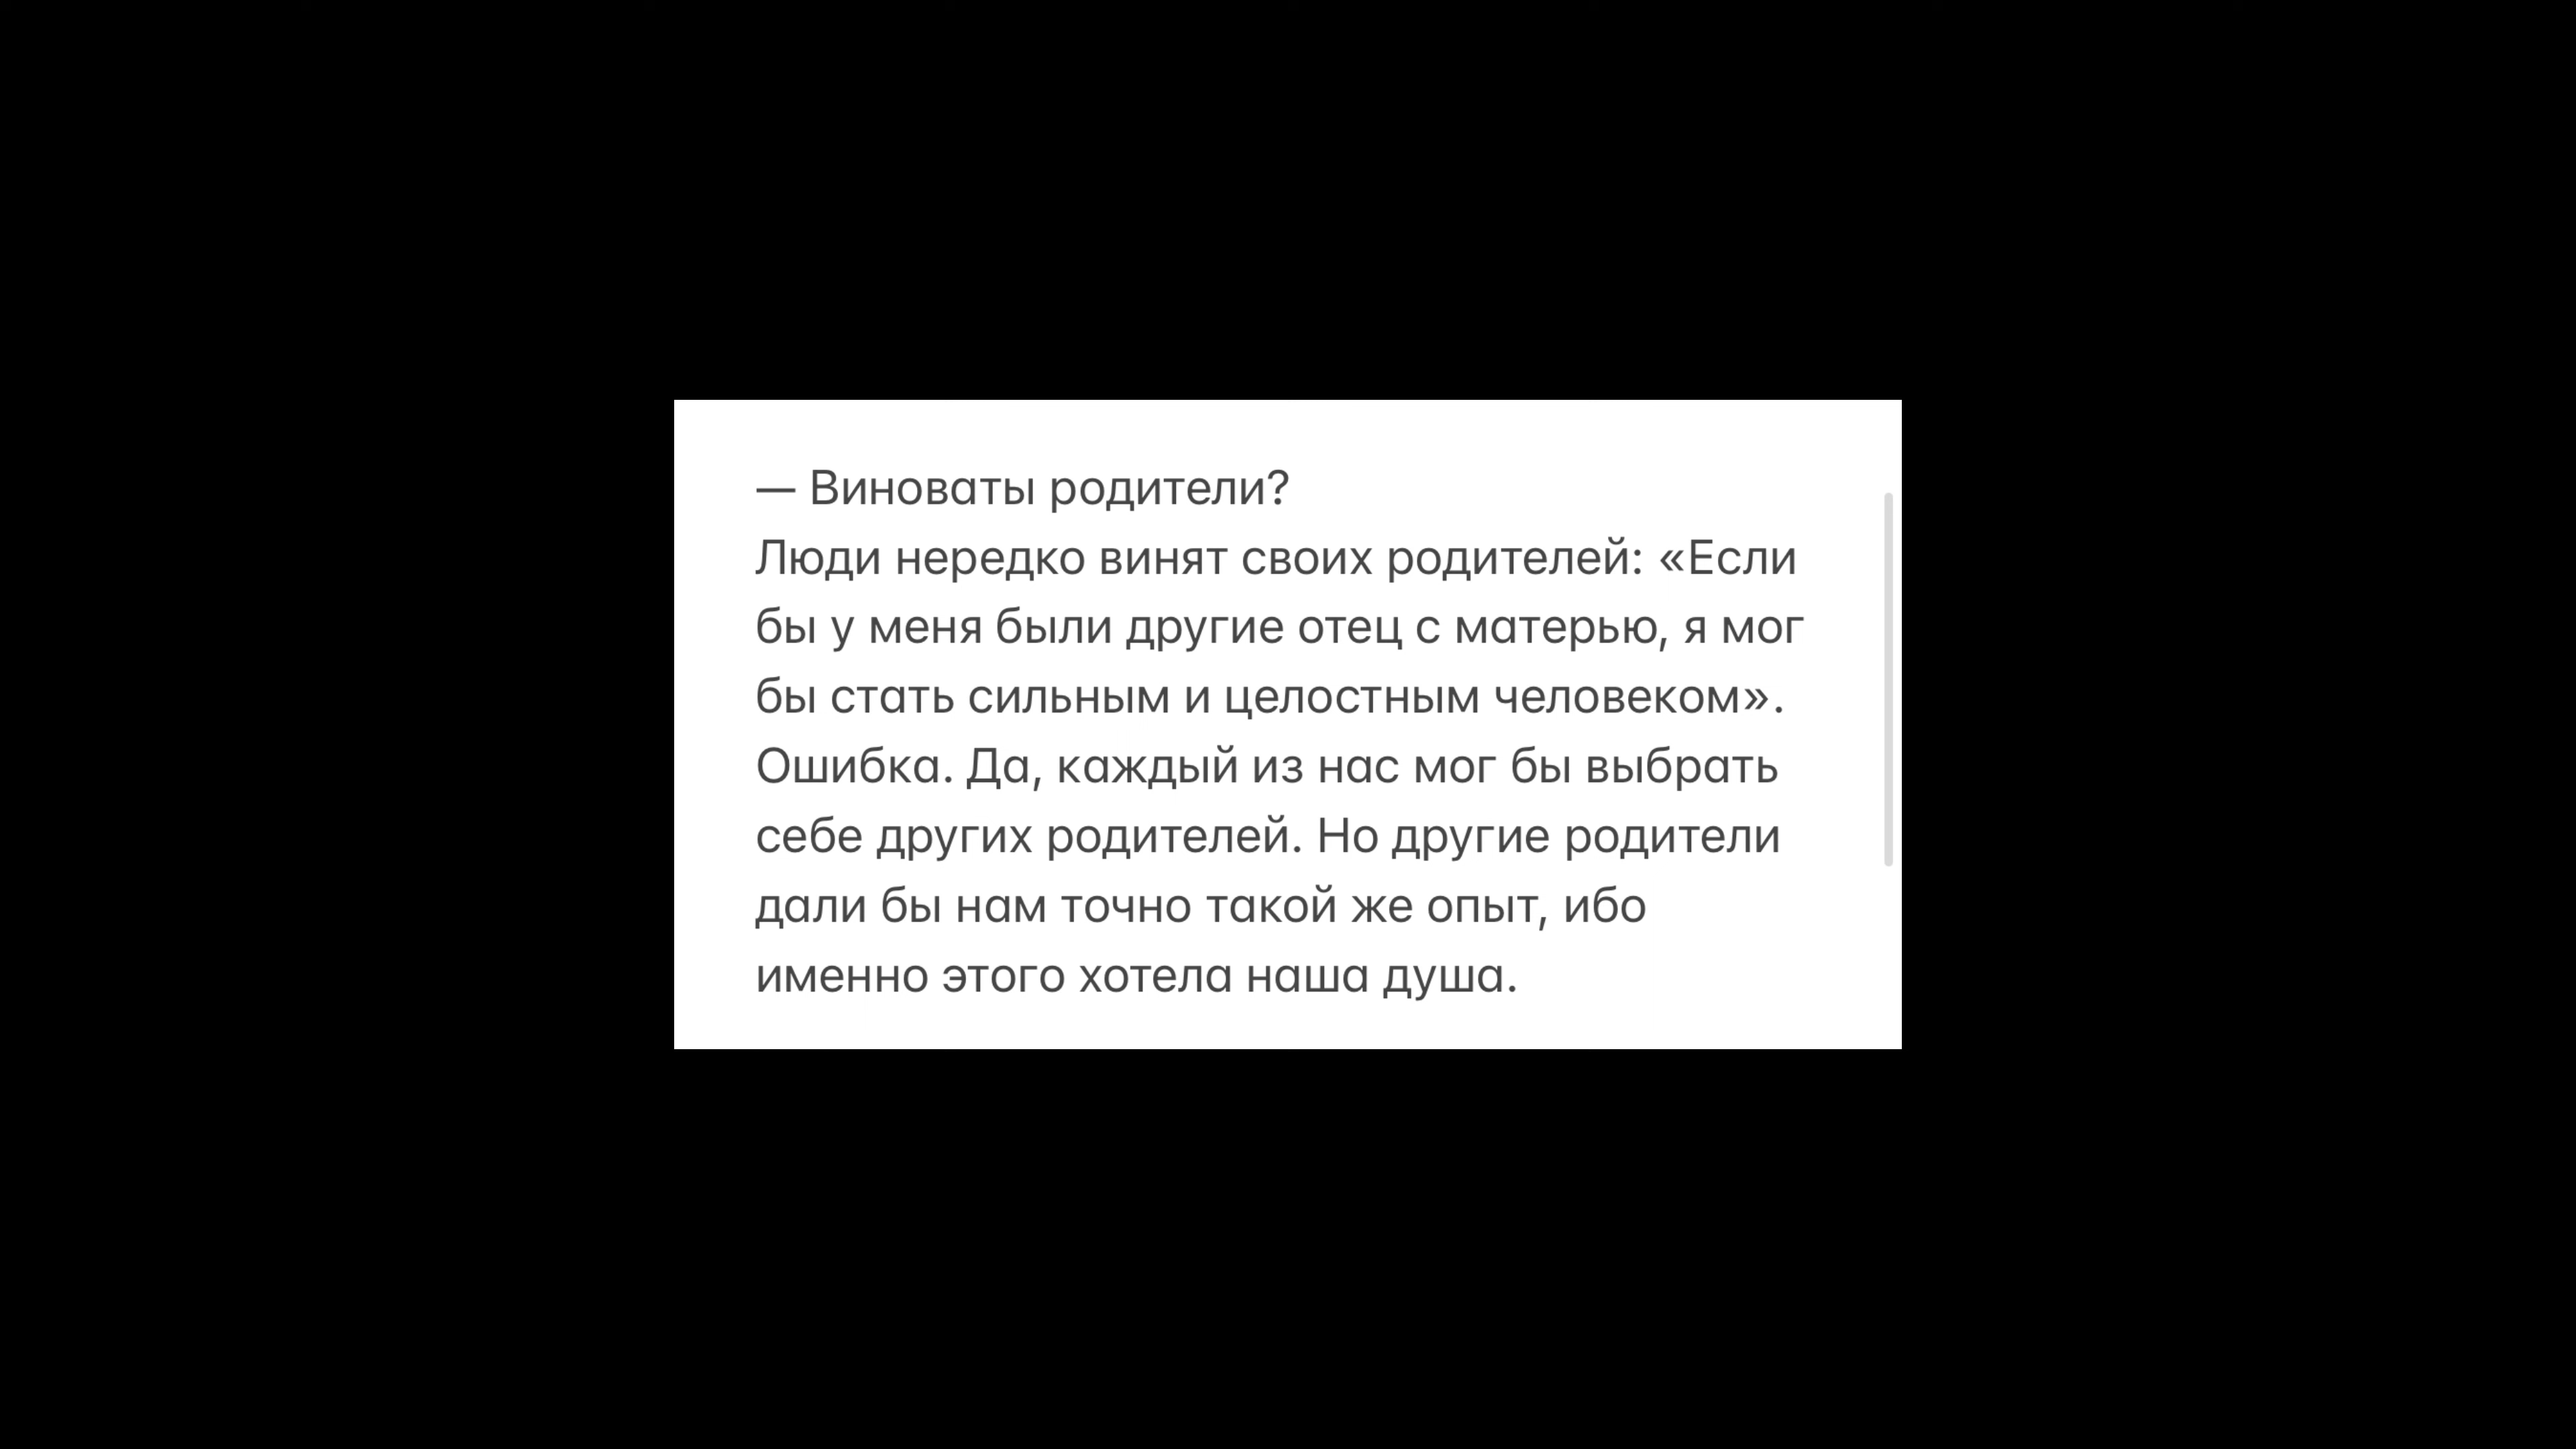 — Виноваты родители?
Люди нередко винят своих родителей: «Если
бы у меня были другие отец с матерью, я мог
бы стать сильным и целостным человеком».
Ошибка. Да, каждый из нас мог бы выбрать
себе других родителей. Но другие родители
дали бы нам точно такой же опыт, ибо
именно этого хотела наша душа.